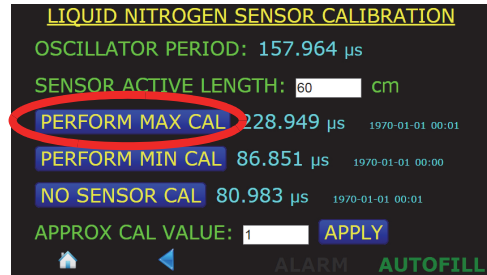 LIQUID NITROGEN SENSOR CALIBRATION
OSCILLATOR PERIOD: 157.964 µs
SENSOR ACTIVE LENGTH: 60 cm
PERFORM MAX CAL 228.949 µs 1970-01-01 00:01
PERFORM MIN CAL 86.851 µs 1970-01-01 00:00
NO SENSOR CAL 80.983 µs 1970-01-01 00:01
APPROX CAL VALUE: 1 APPLY
ALARM AUTOFILL